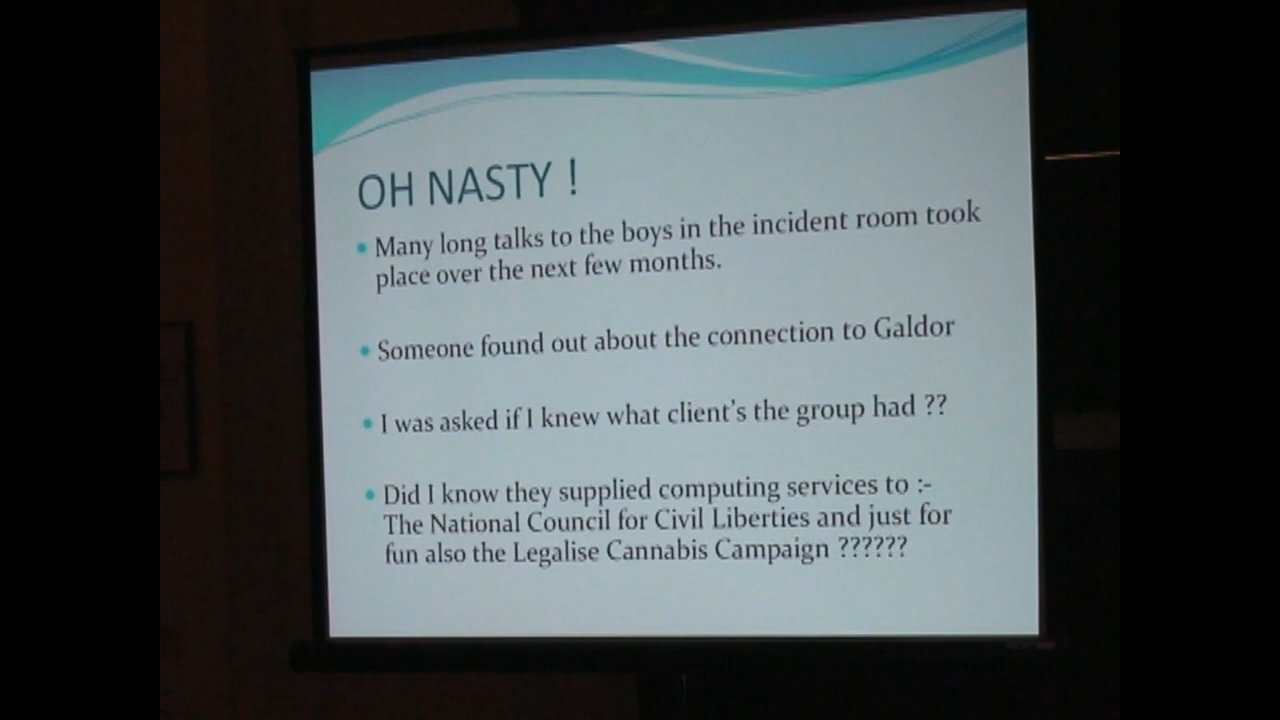 OH NASTY !
• Many long talks to the boys in the incident room took
place over the next few months.
• Someone found out about the connection to Galdor
• I was asked if I knew what client's the group had ??
• Did I know they supplied computing services to :-
The National Council for Civil Liberties and just for
fun also the Legalise Cannabis Campaign ??????